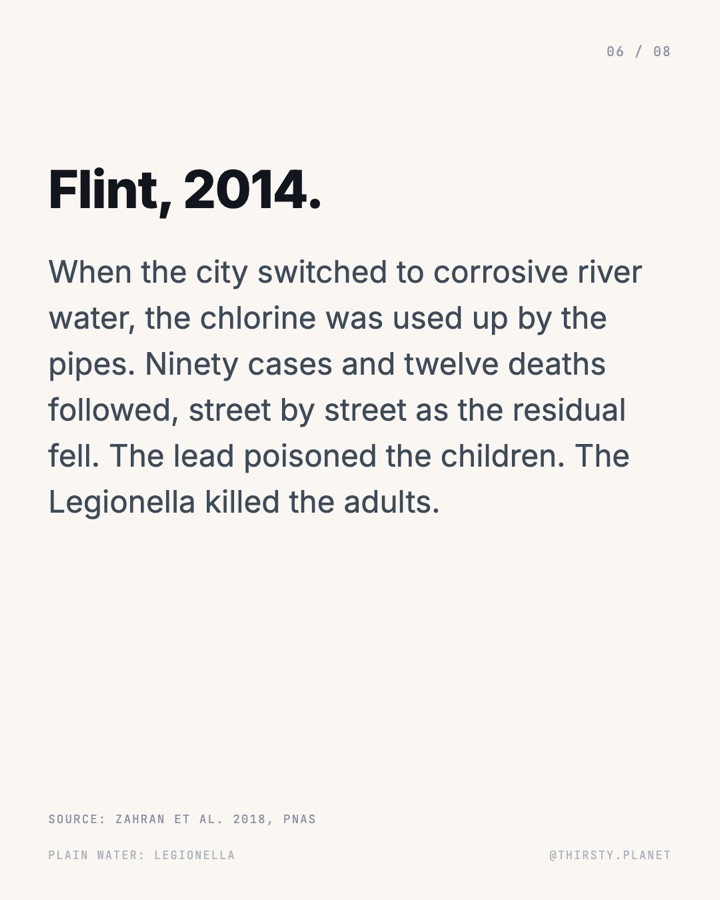 06 / 08
Flint, 2014.
When the city switched to corrosive river
water, the chlorine was used up by the
pipes. Ninety cases and twelve deaths
followed, street by street as the residual
fell. The lead poisoned the children. The
Legionella killed the adults.
SOURCE: ZAHRAN ET AL. 2018, PNAS
PLAIN WATER: LEGIONELLA
@THIRSTY.PLANET